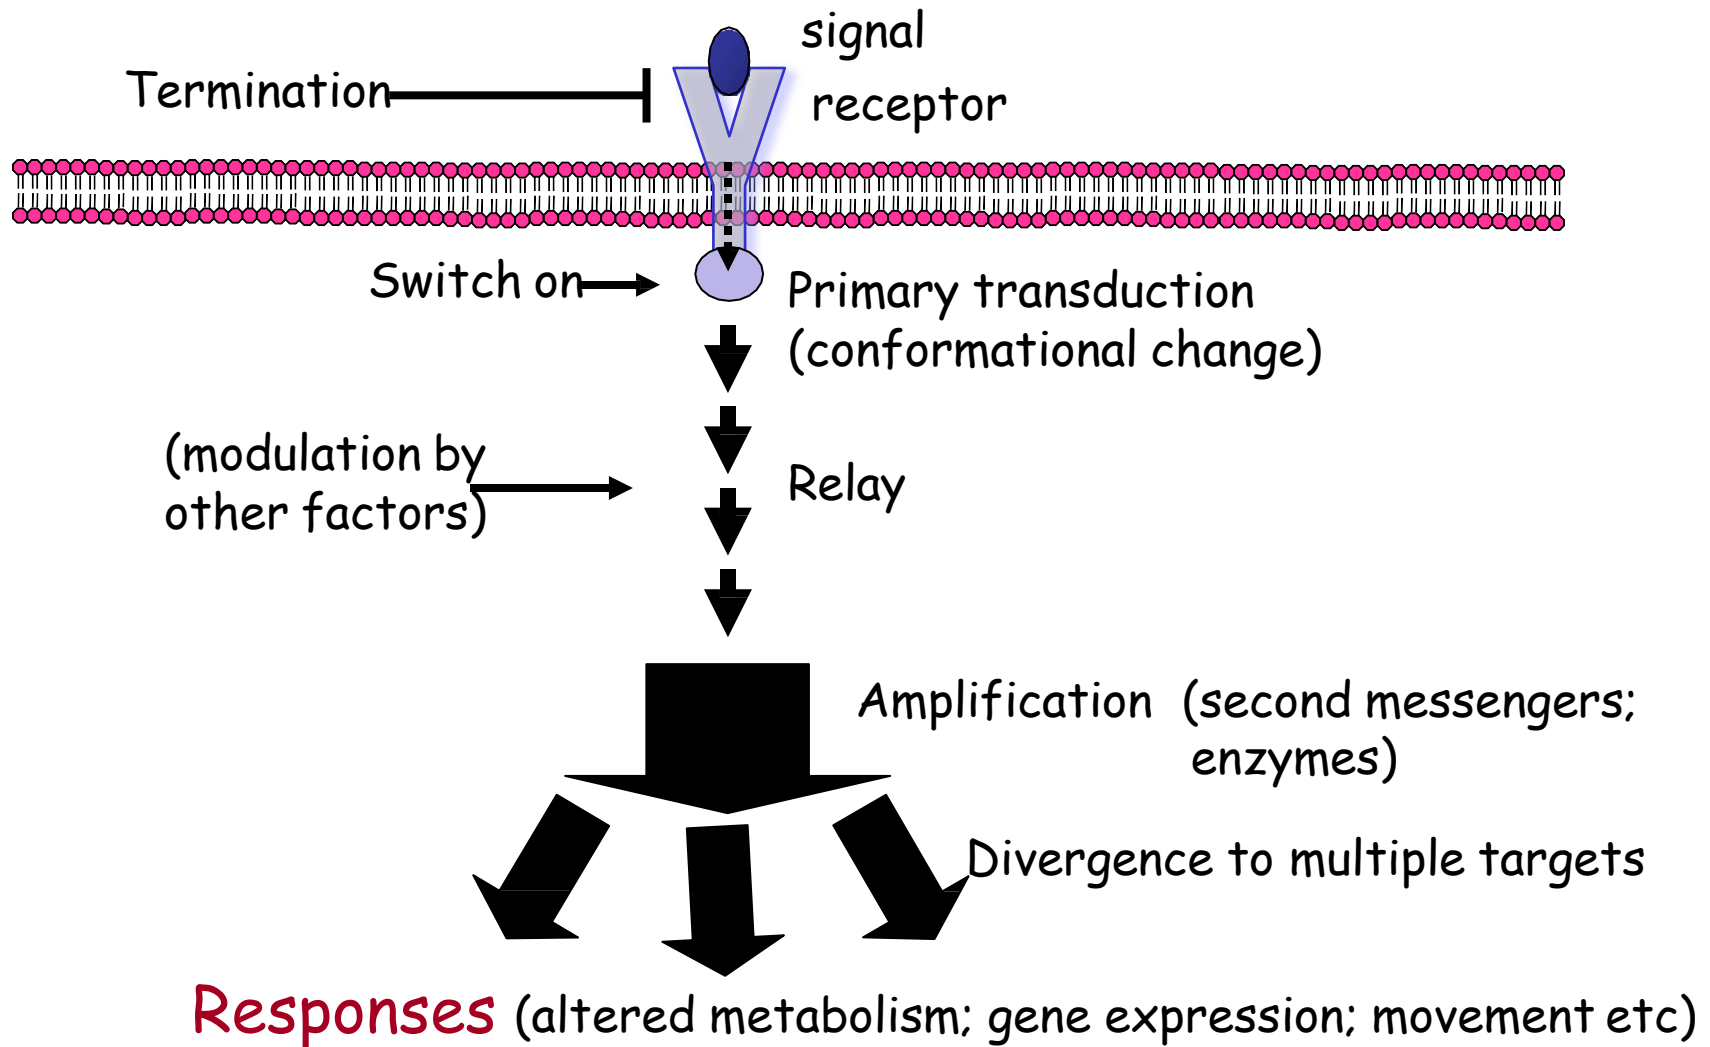 signal
Termination
receptor
Switch on
Primary transduction
(conformational change)
(modulation by
other factors)
Relay
Amplification (second messengers;
enzymes)
Divergence to multiple targets
Responses (altered metabolism; gene expression; movement etc)